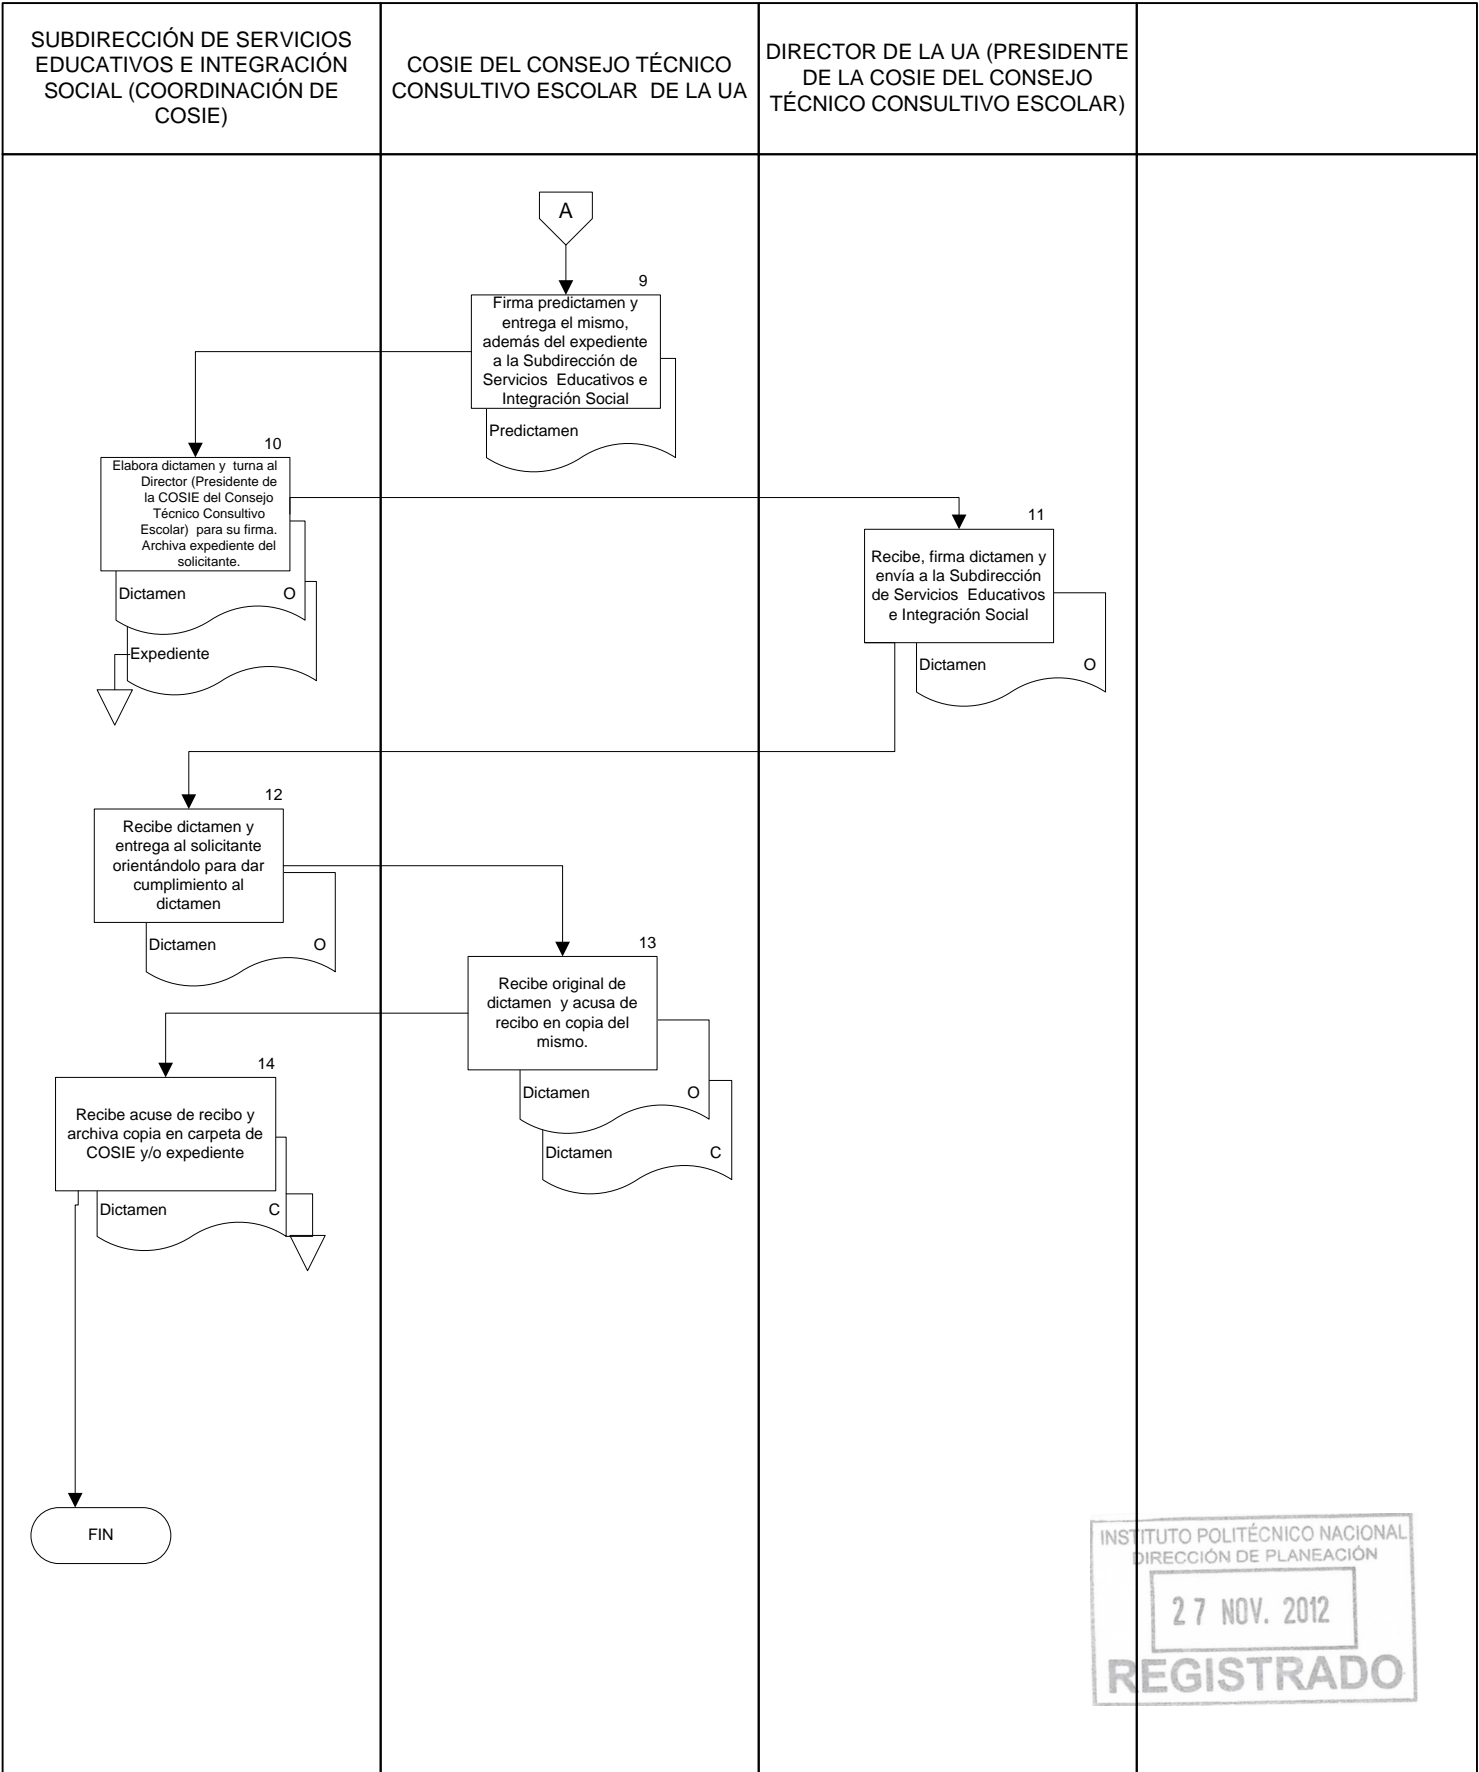 SUBDIRECCIÓN DE SERVICIOS
EDUCATIVOS E INTEGRACIÓN
SOCIAL (COORDINACIÓN DE
COSIE)
COSIE DEL CONSEJO TÉCNICO
CONSULTIVO ESCOLAR DE LA UA
DIRECTOR DE LA UA (PRESIDENTE
DE LA COSIE DEL CONSEJO
TÉCNICO CONSULTIVO ESCOLAR)
A
9
Firma predictamen y
entrega el mismo,
además del expediente
a la Subdirección de
Servicios Educativos e
Integración Social
Predictamen
10
Elabora dictamen y turna al
Director (Presidente de
la COSIE del Consejo
Técnico Consultivo
Escolar) para su firma.
Archiva expediente del
solicitante.
Dictamen O
Expediente
11
Recibe, firma dictamen y
envía a la Subdirección
de Servicios Educativos
e Integración Social
Dictamen O
12
Recibe dictamen y
entrega al solicitante
orientándolo para dar
cumplimiento al
dictamen
Dictamen O
13
Recibe original de
dictamen y acusa de
recibo en copia del
mismo.
Dictamen O
Dictamen C
14
Recibe acuse de recibo y
archiva copia en carpeta de
COSIE y/o expediente
Dictamen C
FIN
INSTITUTO POLITÉCNICO NACIONAL
DIRECCIÓN DE PLANEACIÓN
27 NOV. 2012
REGISTRADO